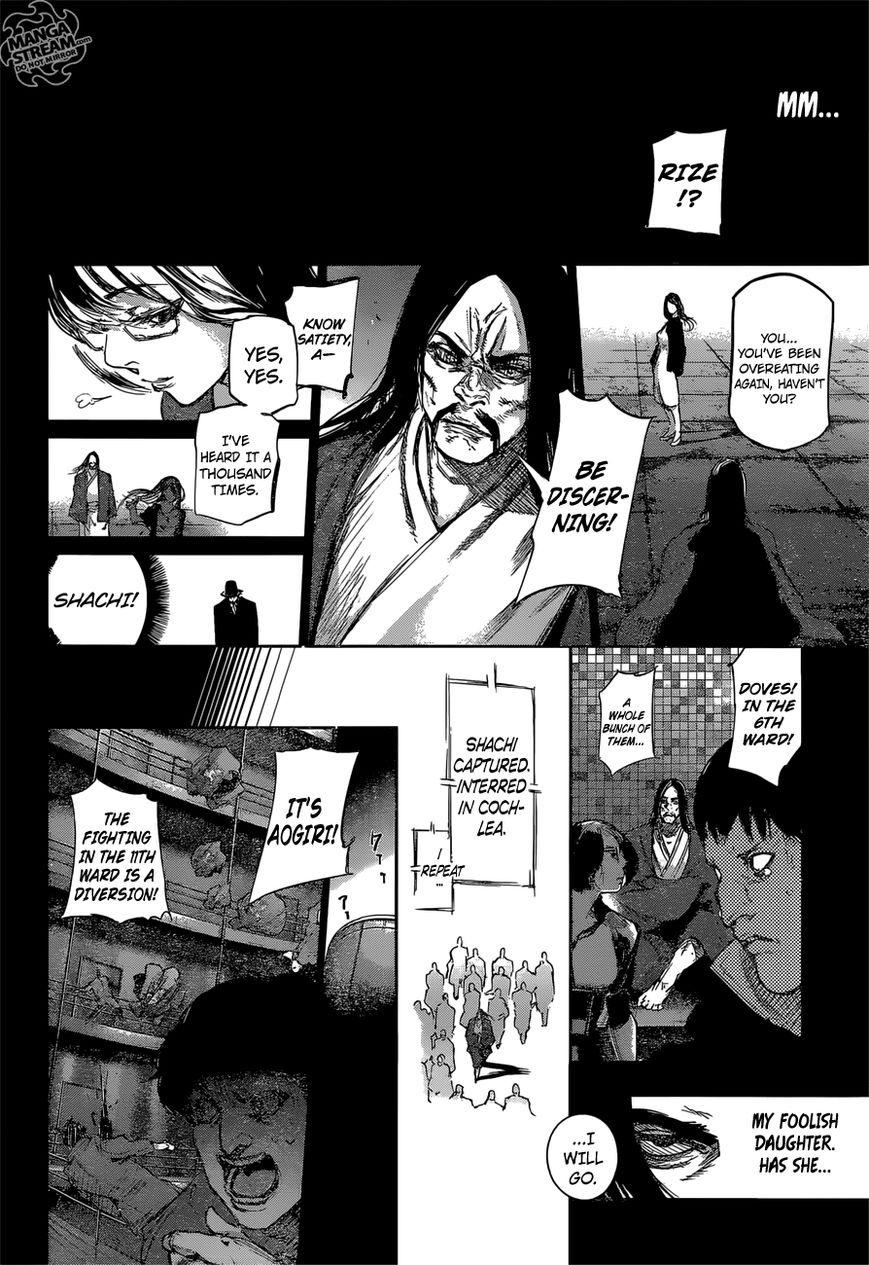 MANGA
STREAM.com
DO NOT MIRROR
MM...
RIZE
!?
YOU...
YOU'VE BEEN
OVEREATING
AGAIN, HAVEN'T
YOU?
BE
DISCER-
NING!
KNOW
SATIETY,
A—
YES,
YES.
I'VE
HEARD IT A
THOUSAND
TIMES.
SHACHI!
DOVES!
IN THE
6TH
WARD!
A
WHOLE
BUNCH OF
THEM...
MY FOOLISH
DAUGHTER.
HAS SHE...
...I
WILL
GO.
SHACHI
CAPTURED.
INTERRED
IN COCH-
LEA.
I
REPEAT
...
IT'S
AOGIRI!
THE
FIGHTING
IN THE 11TH
WARD IS A
DIVERSION!